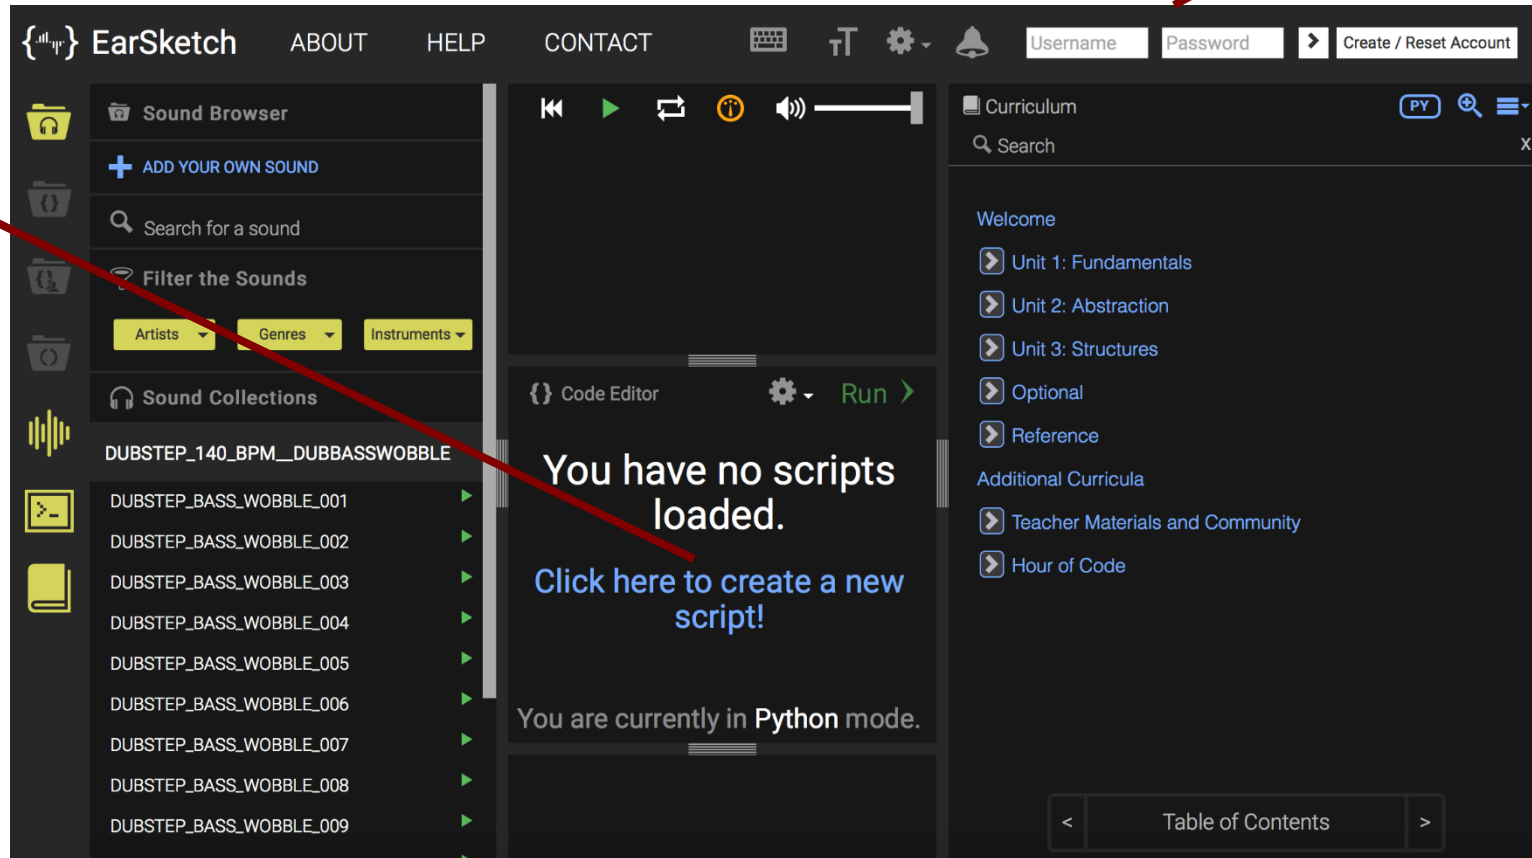 EarSketch ABOUT HELP CONTACT Username Password Create / Reset Account
Sound Browser
ADD YOUR OWN SOUND
Search for a sound
Filter the Sounds
Artists Genres Instruments
Sound Collections
DUBSTEP_140_BPM__DUBBASSWOBBLE
DUBSTEP_BASS_WOBBLE_001
DUBSTEP_BASS_WOBBLE_002
DUBSTEP_BASS_WOBBLE_003
DUBSTEP_BASS_WOBBLE_004
DUBSTEP_BASS_WOBBLE_005
DUBSTEP_BASS_WOBBLE_006
DUBSTEP_BASS_WOBBLE_007
DUBSTEP_BASS_WOBBLE_008
DUBSTEP_BASS_WOBBLE_009
{} Code Editor Run
You have no scripts
loaded.
Click here to create a new
script!
You are currently in Python mode.
Curriculum PY
Search X
Welcome
Unit 1: Fundamentals
Unit 2: Abstraction
Unit 3: Structures
Optional
Reference
Additional Curricula
Teacher Materials and Community
Hour of Code
< Table of Contents >